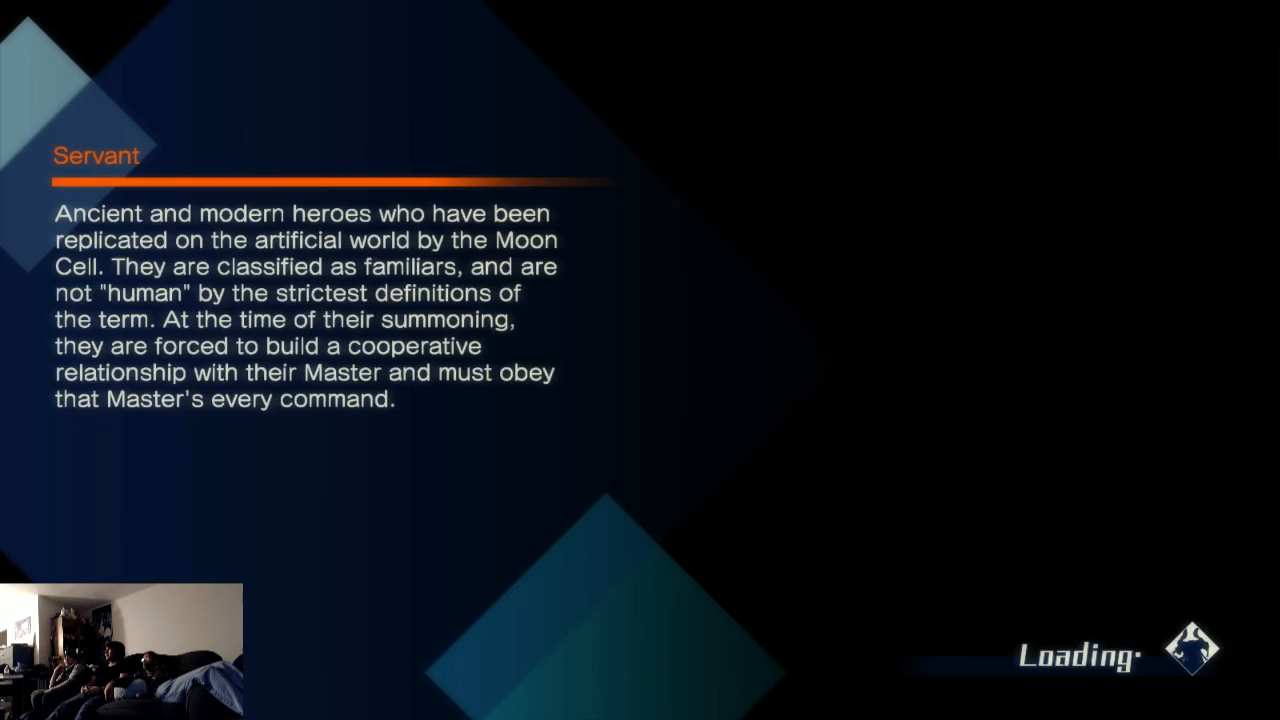 Servant
Ancient and modern heroes who have been
replicated on the artificial world by the Moon
Cell. They are classified as familiars, and are
not "human" by the strictest definitions of
the term. At the time of their summoning,
they are forced to build a cooperative
relationship with their Master and must obey
that Master's every command.
Loading·